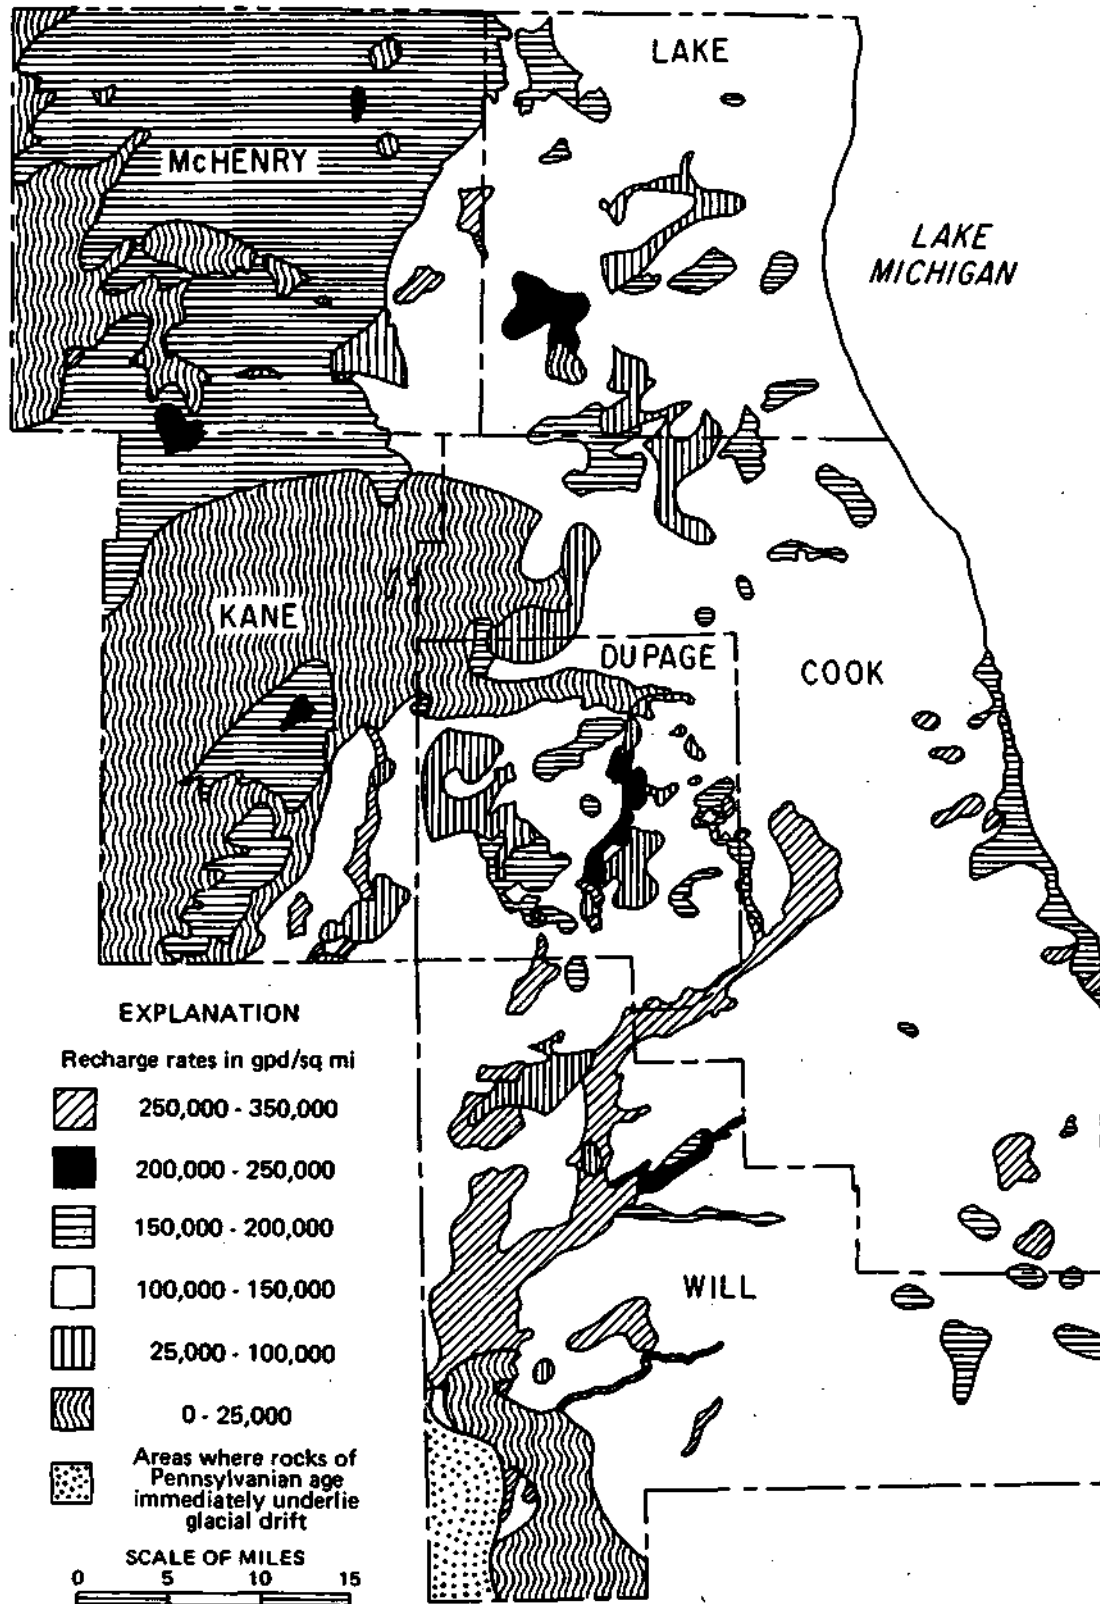 LAKE
McHENRY
LAKE
MICHIGAN
KANE
DUPAGE
COOK
WILL
EXPLANATION
Recharge rates in gpd/sq mi
250,000 - 350,000
200,000 - 250,000
150,000 - 200,000
100,000 - 150,000
25,000 - 100,000
0 - 25,000
Areas where rocks of
Pennsylvanian age
immediately underlie
glacial drift
SCALE OF MILES
0 5 10 15